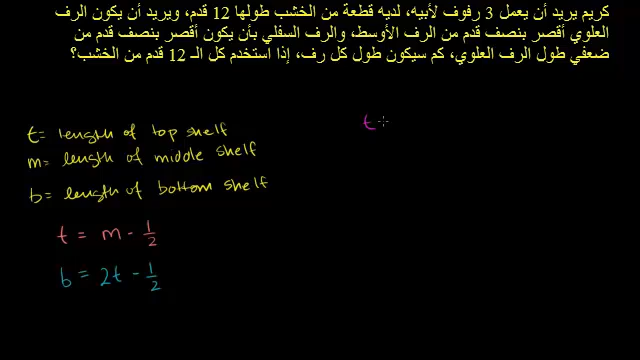 كريم يريد أن يعمل 3 رفوف لأبيه، لديه قطعة من الخشب طولها 12 قدم، ويريد أن يكون الرف
العلوي أقصر بنصف قدم من الرف الأوسط، والرف السفلي بأن يكون أقصر بنصف قدم من
ضعفي طول الرف العلوي، كم سيكون طول كل رف، إذا استخدم كل الـ 12 قدم من الخشب؟
t = length of top shelf
m = length of middle shelf
b = length of bottom shelf
t = m - 1/2
b = 2t - 1/2
t -